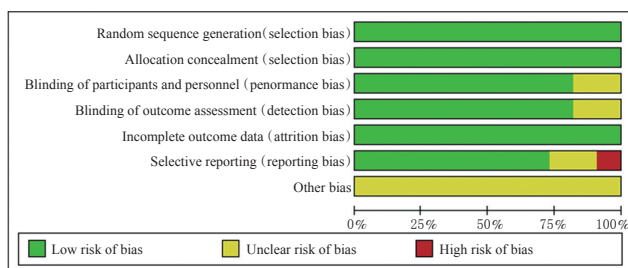 Random sequence generation(selection bias)
Allocation concealment(selection bias)
Blinding of participants and personnel(penormance bias)
Blinding of outcome assessment(detection bias)
Incomplete outcome data(attrition bias)
Selective reporting(reporting bias)
Other bias
0% 25% 50% 75% 100%
Low risk of bias Unclear risk of bias High risk of bias